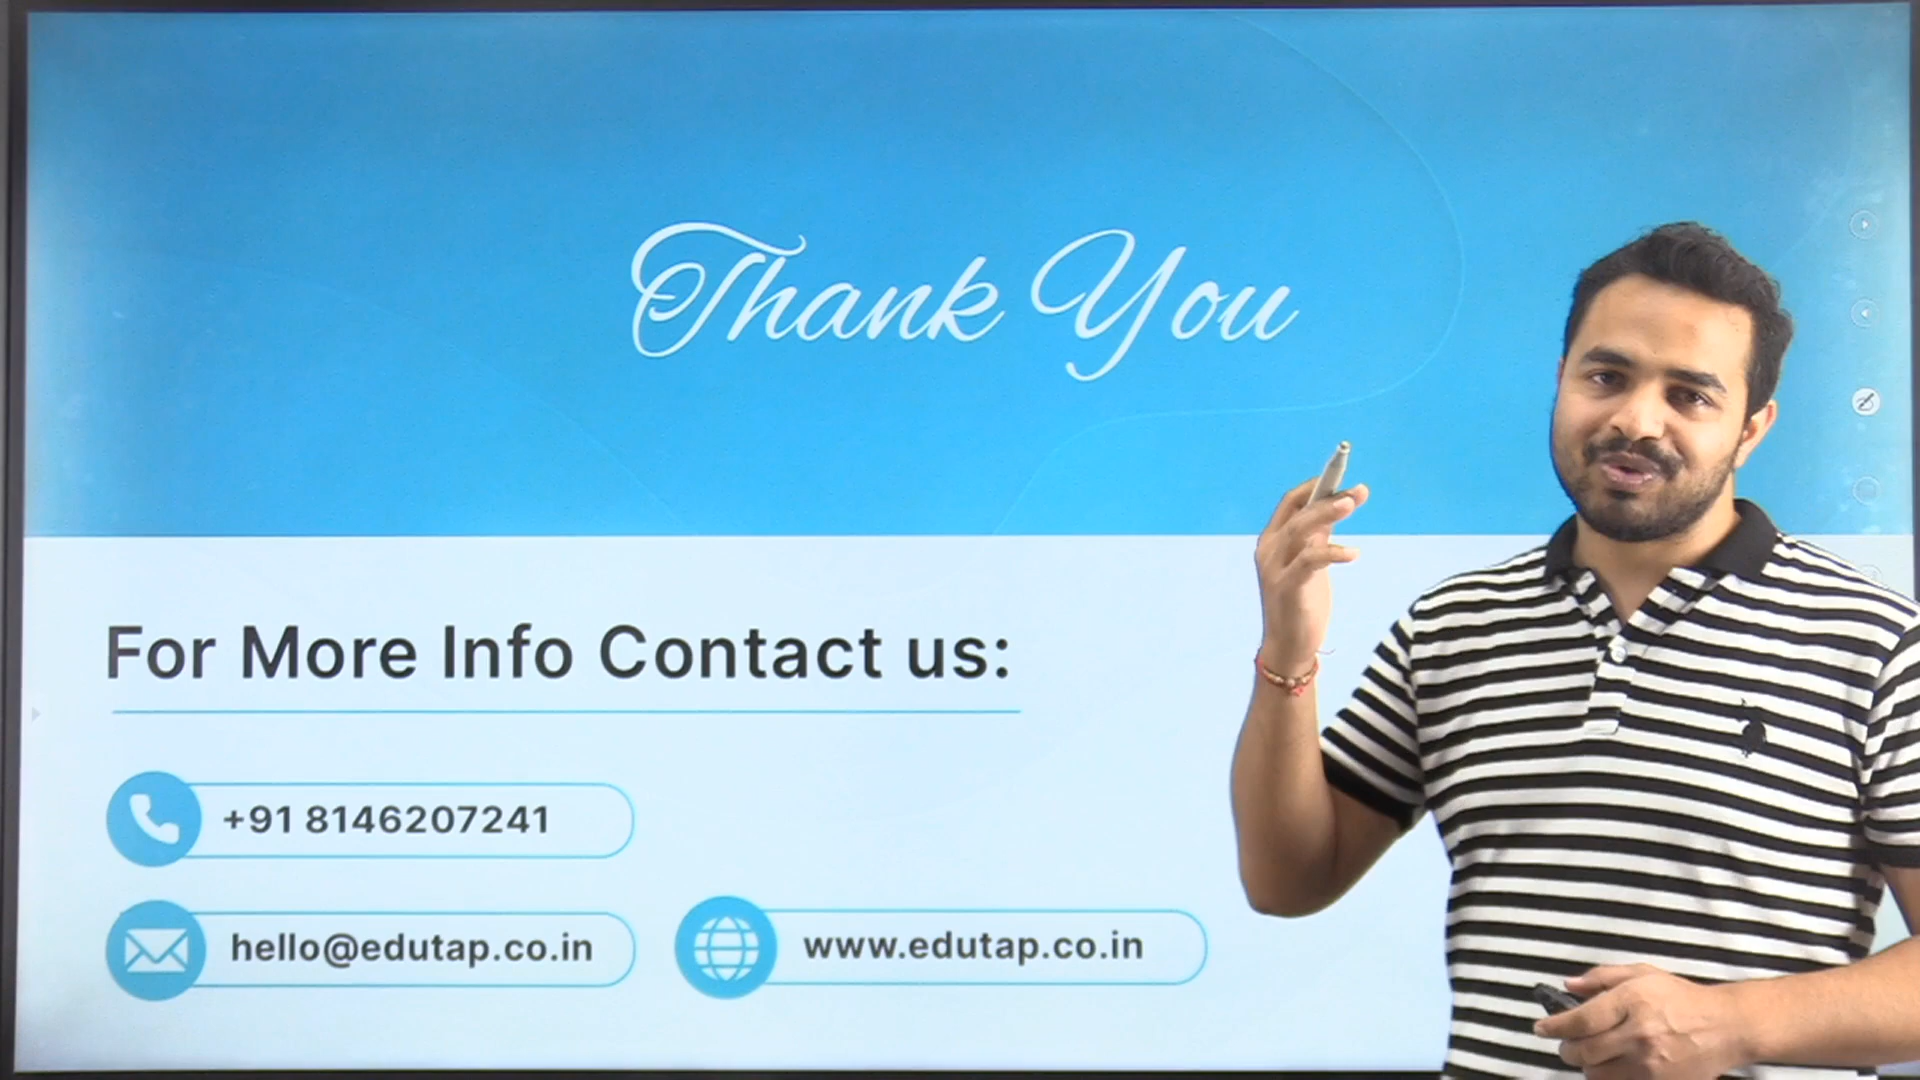 Thank You
For More Info Contact us:
+91 8146207241
hello@edutap.co.in
www.edutap.co.in